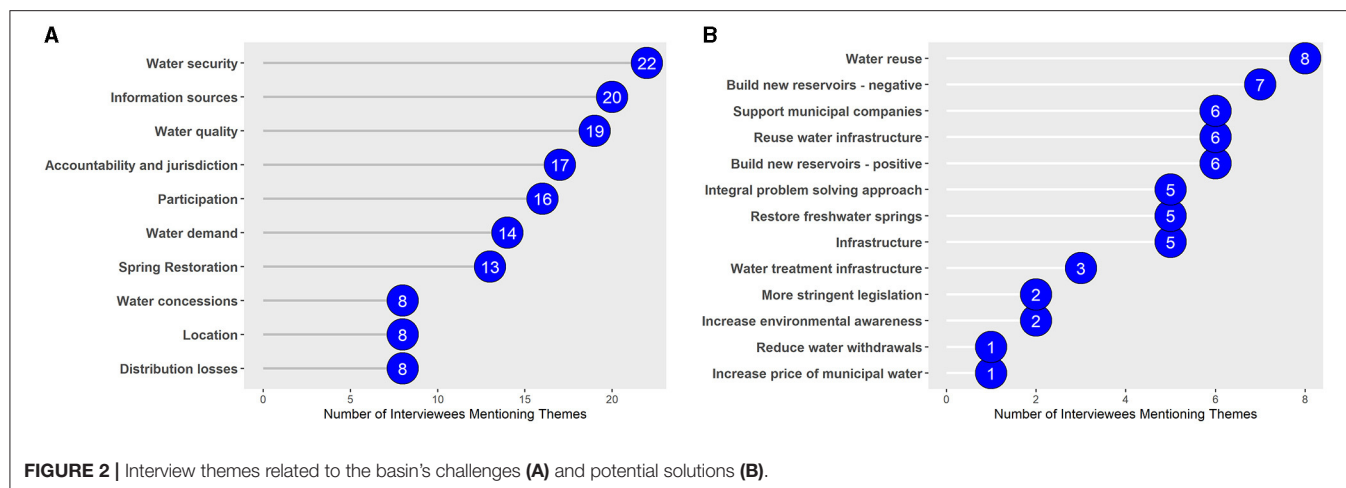 A
Water security 22
Information sources 20
Water quality 19
Accountability and jurisdiction 17
Participation 16
Water demand 14
Spring Restoration 13
Water concessions 8
Location 8
Distribution losses 8
0 5 10 15 20
Number of Interviewees Mentioning Themes
B
Water reuse 8
Build new reservoirs - negative 7
Support municipal companies 6
Reuse water infrastructure 6
Build new reservoirs - positive 6
Integral problem solving approach 5
Restore freshwater springs 5
Infrastructure 5
Water treatment infrastructure 3
More stringent legislation 2
Increase environmental awareness 2
Reduce water withdrawals 1
Increase price of municipal water 1
0 2 4 6 8
Number of Interviewees Mentioning Themes
FIGURE 2 | Interview themes related to the basin's challenges (A) and potential solutions (B).